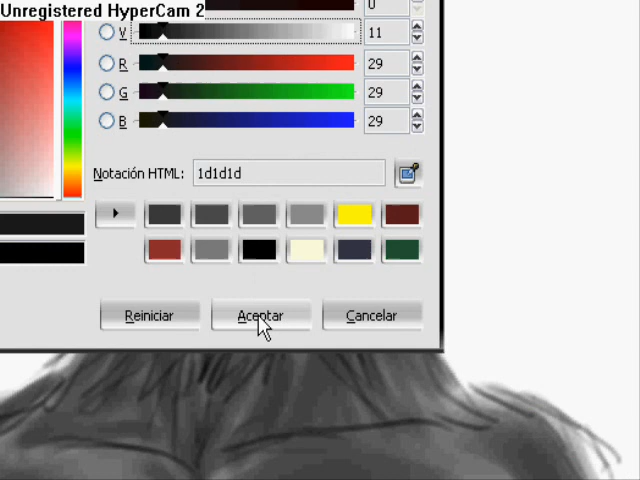 Unregistered HyperCam 2
0
V 11
R 29
G 29
B 29
Notación HTML: 1d1d1d
Reiniciar Aceptar Cancelar